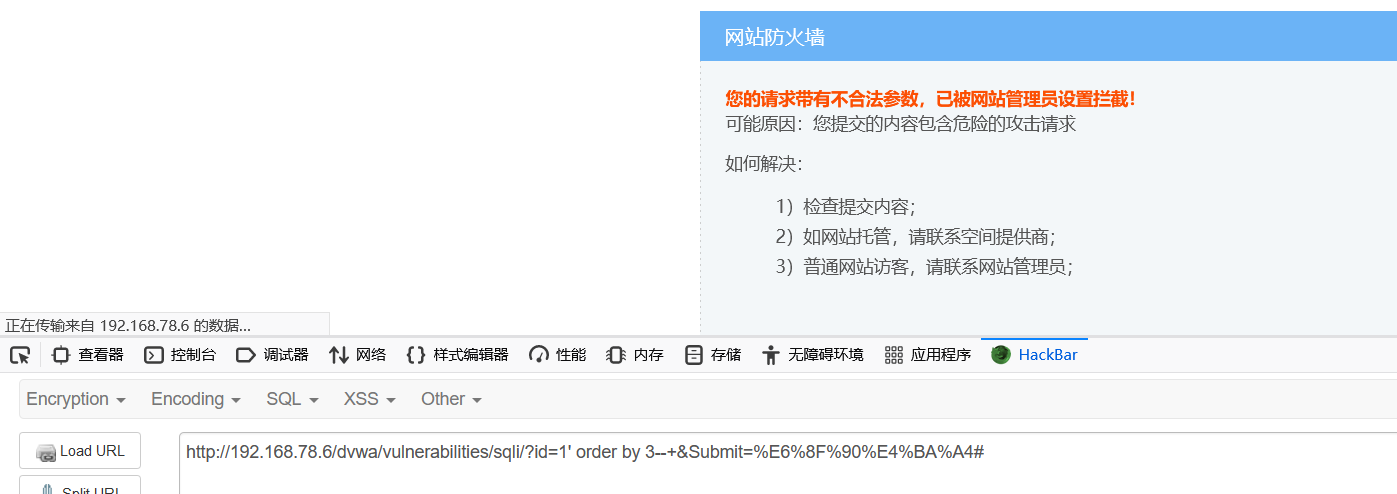 网站防火墙
您的请求带有不合法参数，已被网站管理员设置拦截！
可能原因：您提交的内容包含危险的攻击请求
如何解决：
1）检查提交内容；
2）如网站托管，请联系空间提供商；
3）普通网站访客，请联系网站管理员；
正在传输来自 192.168.78.6 的数据...
查看器 控制台 调试器 网络 样式编辑器 性能 内存 存储 无障碍环境 应用程序 HackBar
Encryption Encoding SQL XSS Other
Load URL http://192.168.78.6/dvwa/vulnerabilities/sqli/?id=1' order by 3--+&Submit=%E6%8F%90%E4%BA%A4#
Split URL